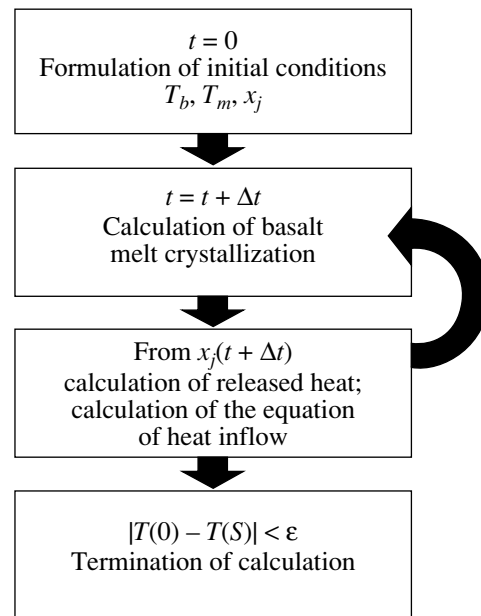 t = 0
Formulation of initial conditions
T_b, T_m, x_j
t = t + Δt
Calculation of basalt
melt crystallization
From x_j(t + Δt)
calculation of released heat;
calculation of the equation
of heat inflow
|T(0) – T(S)| < ε
Termination of calculation